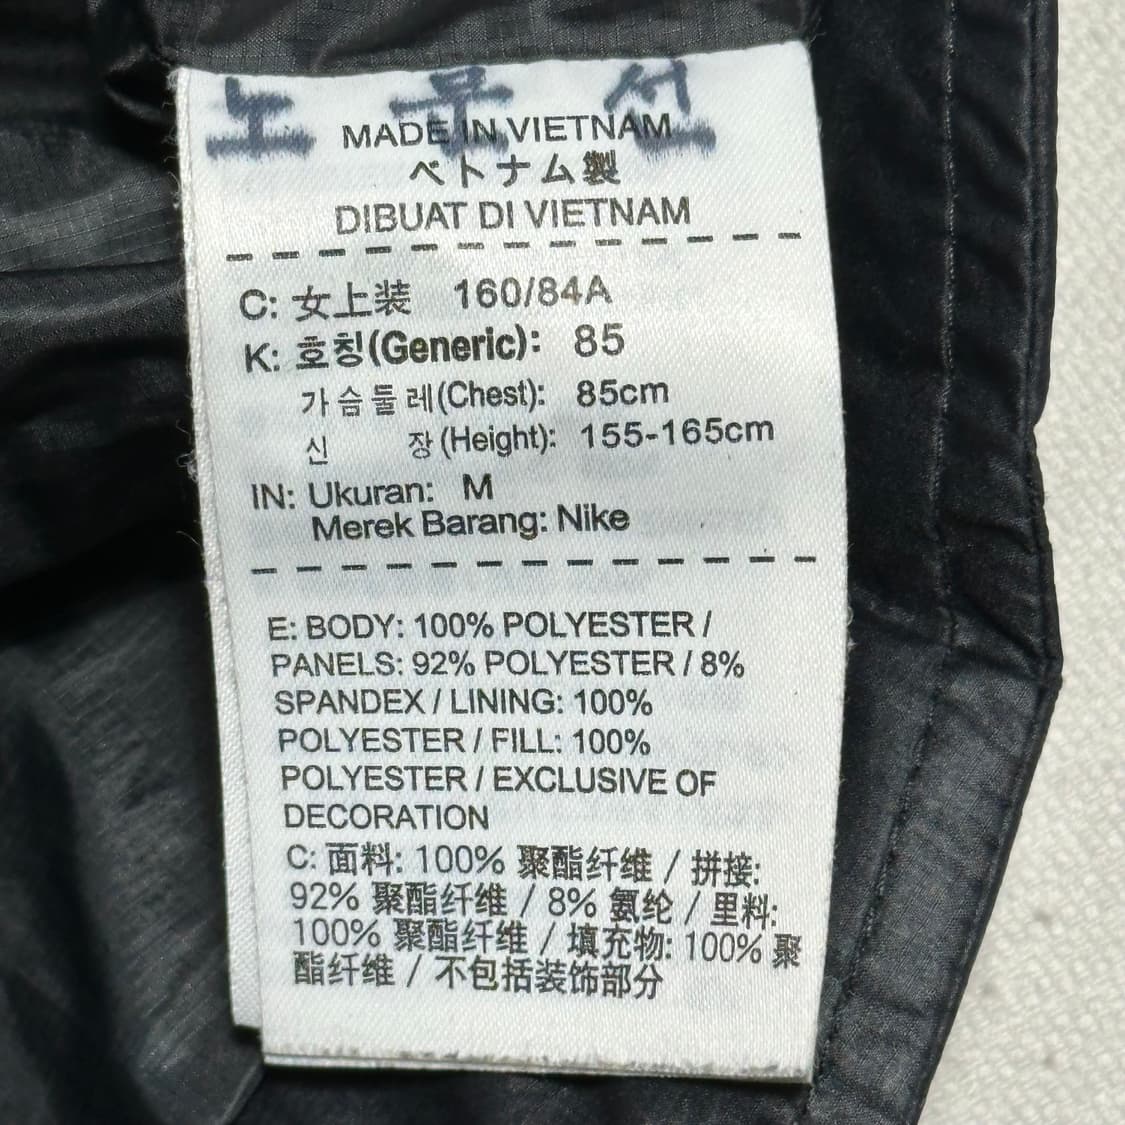 노 유 선
MADE IN VIETNAM
ベトナム製
DIBUAT DI VIETNAM
C: 女上装 160/84A
K: 호칭(Generic): 85
가슴둘레(Chest): 85cm
신 장(Height): 155-165cm
IN: Ukuran: M
Merek Barang: Nike
E: BODY: 100% POLYESTER /
PANELS: 92% POLYESTER / 8%
SPANDEX / LINING: 100%
POLYESTER / FILL: 100%
POLYESTER / EXCLUSIVE OF
DECORATION
C: 面料: 100% 聚酯纤维 / 拼接:
92% 聚酯纤维 / 8% 氨纶 / 里料:
100% 聚酯纤维 / 填充物: 100% 聚
酯纤维 / 不包括装饰部分